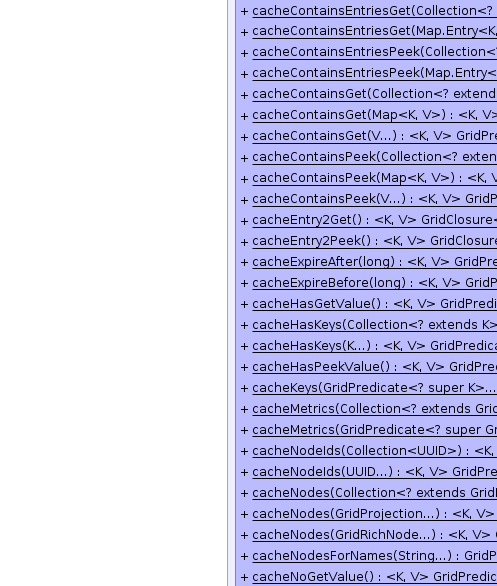 + cacheContainsEntriesGet(Collection<?
+ cacheContainsEntriesGet(Map.Entry<K,
+ cacheContainsEntriesPeek(Collection<
+ cacheContainsEntriesPeek(Map.Entry<
+ cacheContainsGet(Collection<? extend
+ cacheContainsGet(Map<K, V>) : <K, V>
+ cacheContainsGet(V...) : <K, V> GridPre
+ cacheContainsPeek(Collection<? exten
+ cacheContainsPeek(Map<K, V>) : <K, V
+ cacheContainsPeek(V...) : <K, V> GridP
+ cacheEntry2Get() : <K, V> GridClosure<
+ cacheEntry2Peek() : <K, V> GridClosure
+ cacheExpireAfter(long) : <K, V> GridPre
+ cacheExpireBefore(long) : <K, V> GridP
+ cacheHasGetValue() : <K, V> GridPredi
+ cacheHasKeys(Collection<? extends K>
+ cacheHasKeys(K...) : <K, V> GridPredica
+ cacheHasPeekValue() : <K, V> GridPre
+ cacheKeys(GridPredicate<? super K>...
+ cacheMetrics(Collection<? extends Grid
+ cacheMetrics(GridPredicate<? super Gr
+ cacheNodeIds(Collection<UUID>) : <K,
+ cacheNodeIds(UUID...) : <K, V> GridPre
+ cacheNodes(Collection<? extends Grid
+ cacheNodes(GridProjection...) : <K, V>
+ cacheNodes(GridRichNode...) : <K, V>
+ cacheNodesForNames(String...) : GridP
+ cacheNoGetValue() : <K, V> GridPredic